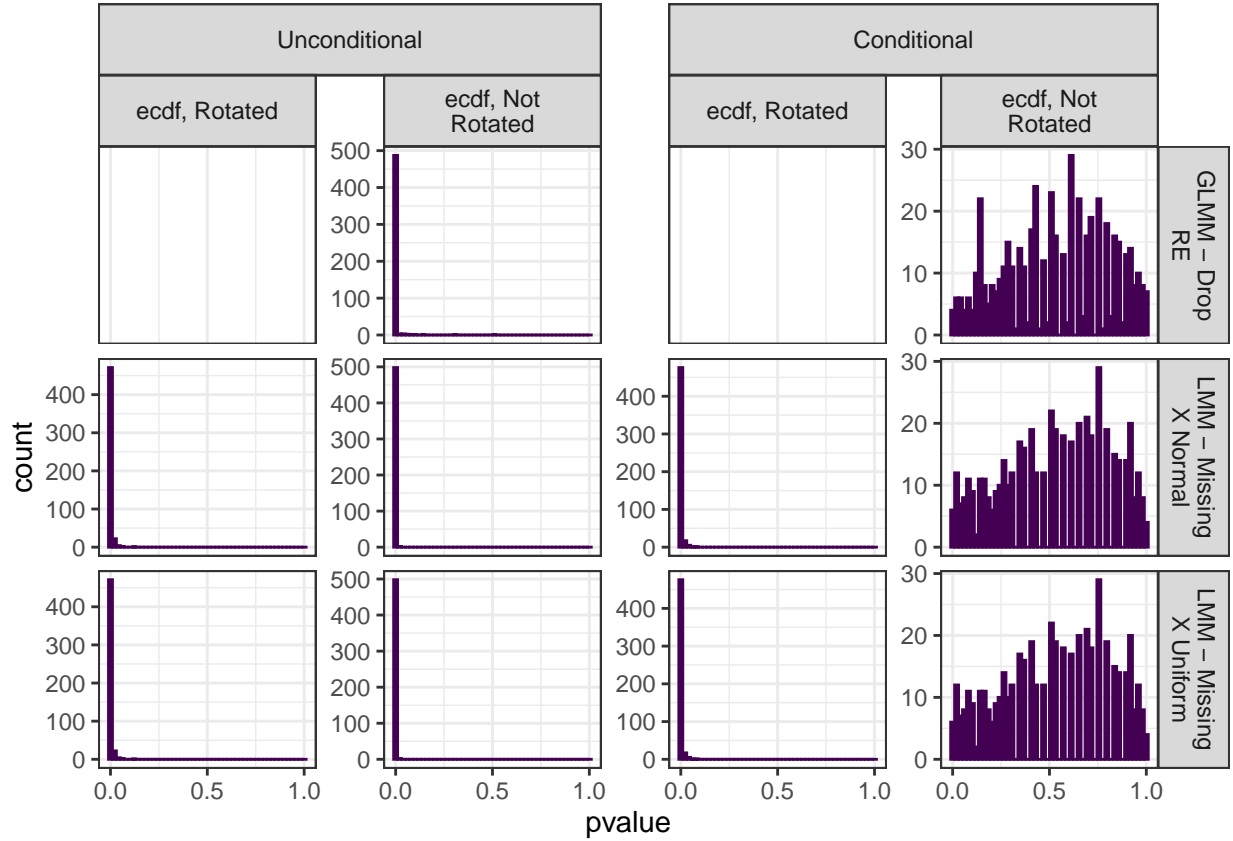 Unconditional
Conditional
ecdf, Rotated
ecdf, Not
Rotated
ecdf, Rotated
ecdf, Not
Rotated
500
400
300
200
100
0
30
20
10
0
GLMM − Drop
RE
400
300
200
100
0
500
400
300
200
100
0
400
300
200
100
0
30
20
10
0
LMM − Missing
X Normal
400
300
200
100
0
500
400
300
200
100
0
400
300
200
100
0
30
20
10
0
LMM − Missing
X Uniform
0.0 0.5 1.0
0.0 0.5 1.0
0.0 0.5 1.0
0.0 0.5 1.0
count
pvalue